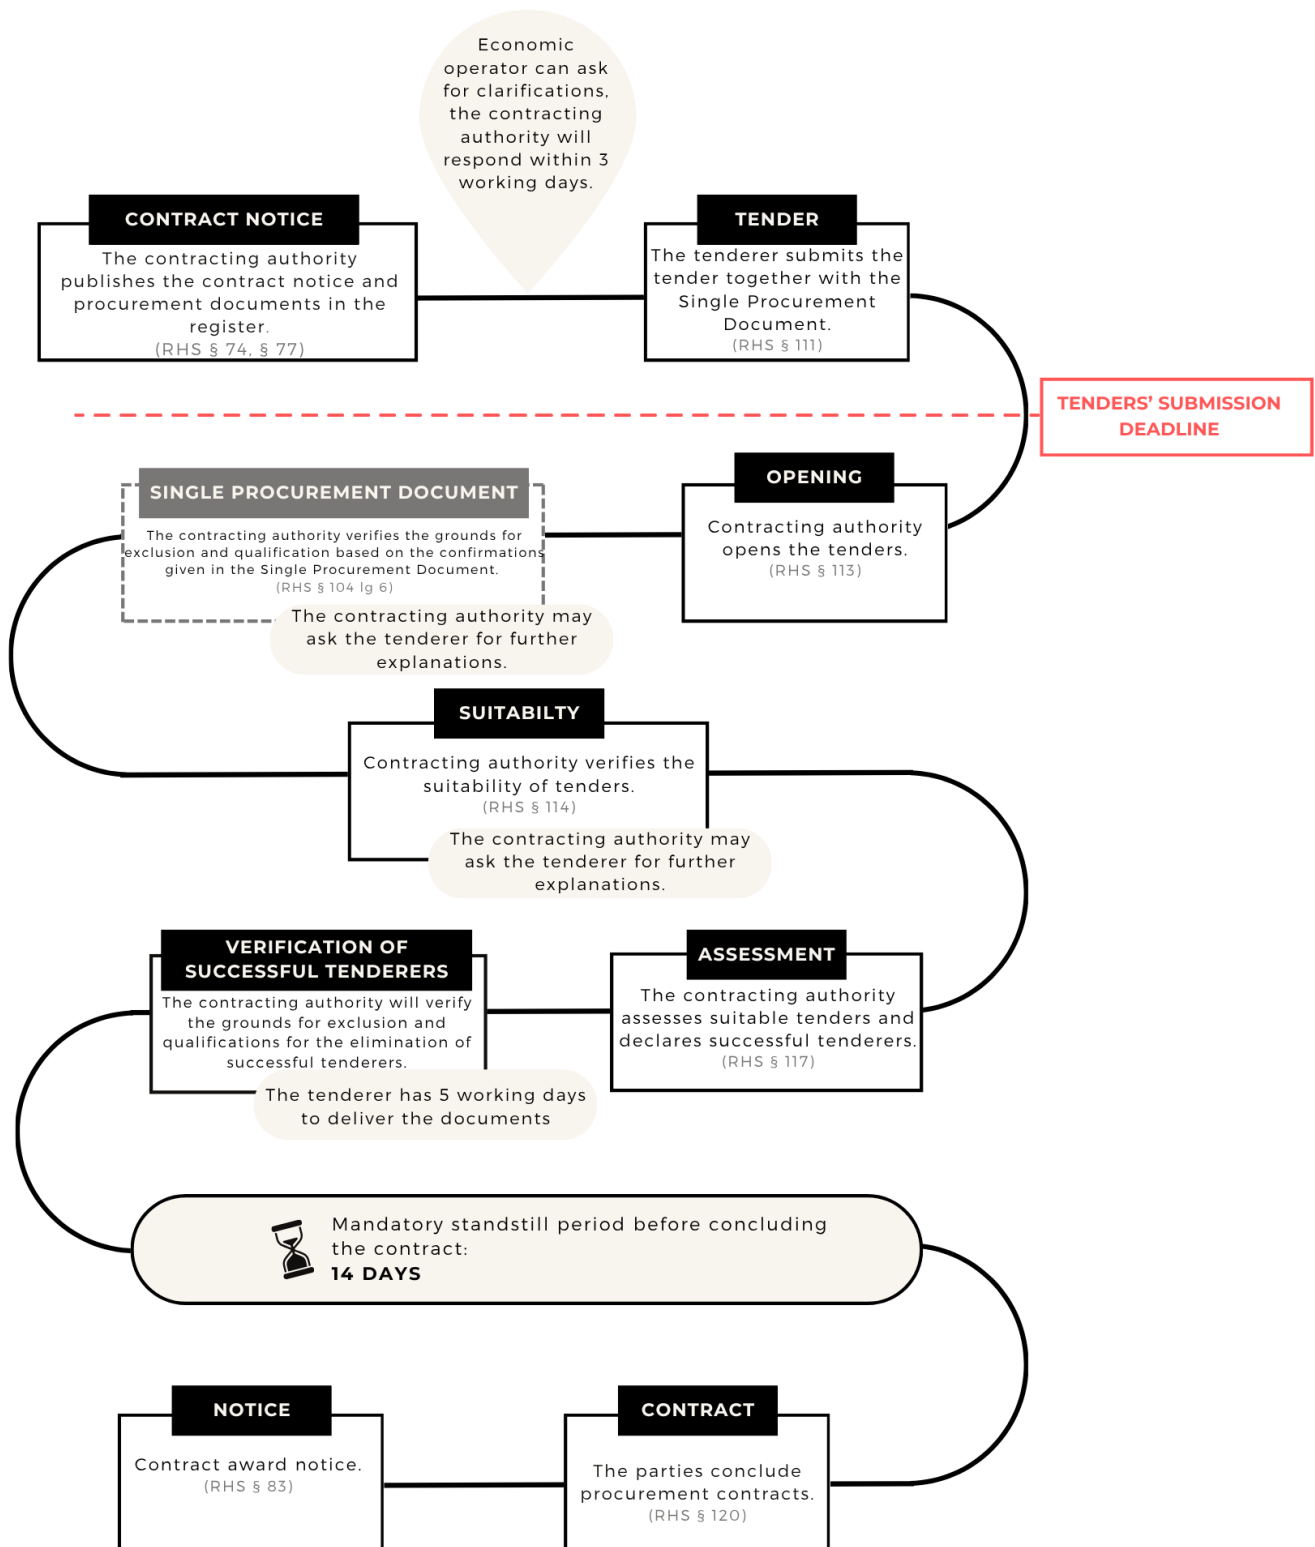 Economic
operator can ask
for clarifications,
the contracting
authority will
respond within 3
working days.
CONTRACT NOTICE
The contracting authority
publishes the contract notice and
procurement documents in the
register.
(RHS § 74, § 77)
TENDER
The tenderer submits the
tender together with the
Single Procurement
Document.
(RHS § 111)
TENDERS’ SUBMISSION
DEADLINE
OPENING
Contracting authority
opens the tenders.
(RHS § 113)
SINGLE PROCUREMENT DOCUMENT
The contracting authority verifies the grounds for
exclusion and qualification based on the confirmations
given in the Single Procurement Document.
(RHS § 104 lg 6)
The contracting authority may
ask the tenderer for further
explanations.
SUITABILTY
Contracting authority verifies the
suitability of tenders.
(RHS § 114)
The contracting authority may
ask the tenderer for further
explanations.
ASSESSMENT
The contracting authority
assesses suitable tenders and
declares successful tenderers.
(RHS § 117)
VERIFICATION OF
SUCCESSFUL TENDERERS
The contracting authority will verify
the grounds for exclusion and
qualifications for the elimination of
successful tenderers.
The tenderer has 5 working days
to deliver the documents
Mandatory standstill period before concluding
the contract:
14 DAYS
CONTRACT
The parties conclude
procurement contracts.
(RHS § 120)
NOTICE
Contract award notice.
(RHS § 83)